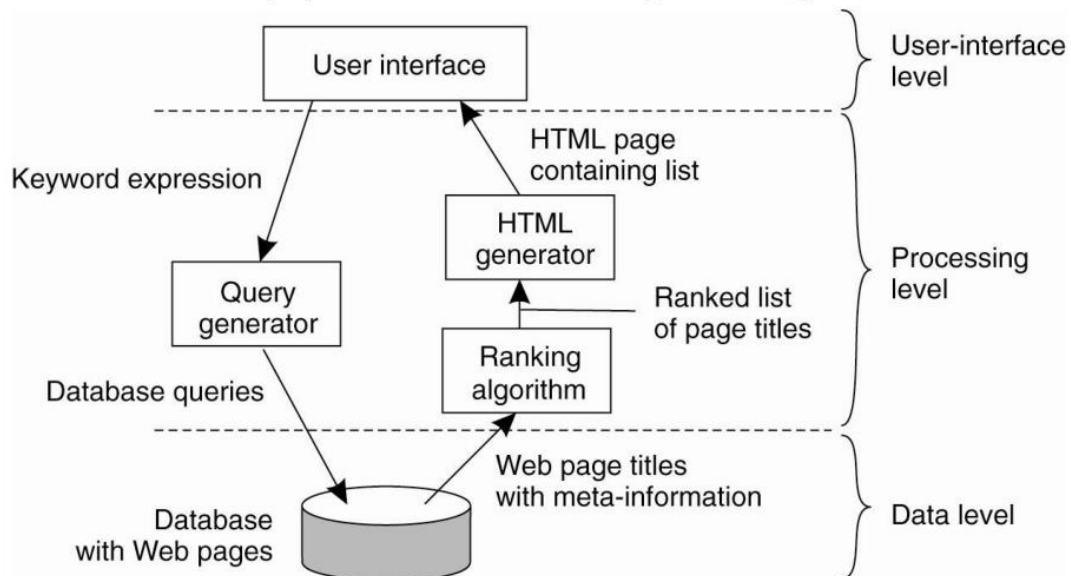 User interface
User-interface
level
Keyword expression
HTML page
containing list
HTML
generator
Query
generator
Ranked list
of page titles
Processing
level
Ranking
algorithm
Database queries
Web page titles
with meta-information
Database
with Web pages
Data level